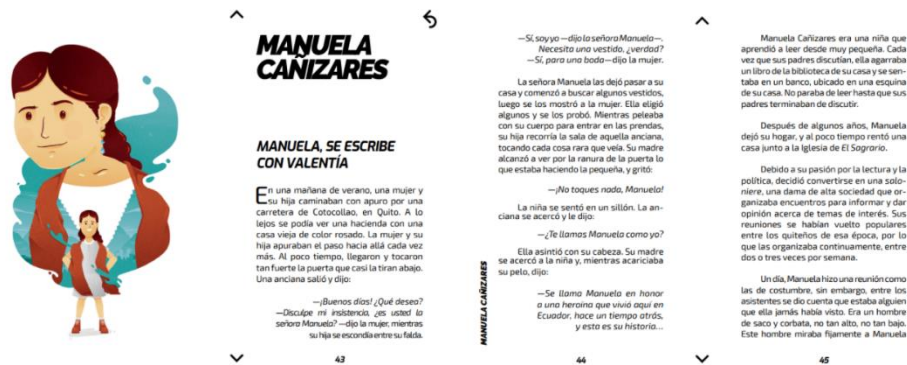 MANUELA
CAÑIZARES
MANUELA, SE ESCRIBE
CON VALENTÍA
En una mañana de verano, una mujer y
su hija caminaban con apuro por una
carretera de Cotocollao, en Quito. A lo
lejos se podía ver una hacienda con una
casa vieja de color rosado. La mujer y su
hija apuraban el paso hacia allá cada vez
más. Al poco tiempo, llegaron y tocaron
tan fuerte la puerta que casi la tiran abajo.
Una anciana salió y dijo:
—¡Buenos días! ¿Qué desea?
—Disculpe mi insistencia, ¿es usted la
señora Manuela? —dijo la mujer, mientras
su hija se escondía entre su falda.
43
—Sí, soy yo —dijo la señora Manuela—.
Necesita una vestido, ¿verdad?
—Sí, para una boda—dijo la mujer.
La señora Manuela las dejó pasar a su
casa y comenzó a buscar algunos vestidos,
luego se los mostró a la mujer. Ella eligió
algunos y se los probó. Mientras peleaba
con su cuerpo para entrar en las prendas,
su hija recorría la sala de aquella anciana,
tocando cada cosa rara que veía. Su madre
alcanzó a ver por la ranura de la puerta lo
que estaba haciendo la pequeña, y gritó:
—¡No toques nada, Manuela!
La niña se sentó en un sillón. La an-
ciana se acercó y le dijo:
—¿Te llamas Manuela como yo?
Ella asintió con su cabeza. Su madre
se acercó a la niña y, mientras acariciaba
su pelo, dijo:
—Se llama Manuela en honor
a una heroína que vivió aquí en
Ecuador, hace un tiempo atrás,
y esta es su historia...
MANUELA CAÑIZARES
44
Manuela Cañizares era una niña que
aprendió a leer desde muy pequeña. Cada
vez que sus padres discutían, ella agarraba
un libro de la biblioteca de su casa y se sen-
taba en un banco, ubicado en una esquina
de su casa. No paraba de leer hasta que sus
padres terminaban de discutir.
Después de algunos años, Manuela
dejó su hogar, y al poco tiempo rentó una
casa junto a la Iglesia de El Sagrario.
Debido a su pasión por la lectura y la
política, decidió convertirse en una salo-
niere, una dama de alta sociedad que or-
ganizaba encuentros para informar y dar
opinión acerca de temas de interés. Sus
reuniones se habían vuelto populares
entre los quiteños de esa época, por lo
que las organizaba continuamente, entre
dos o tres veces por semana.
Un día, Manuela hizo una reunión como
las de costumbre, sin embargo, entre los
asistentes se dio cuenta que estaba alguien
que ella jamás había visto. Era un hombre
de saco y corbata, no tan alto, no tan bajo.
Este hombre miraba fijamente a Manuela
45